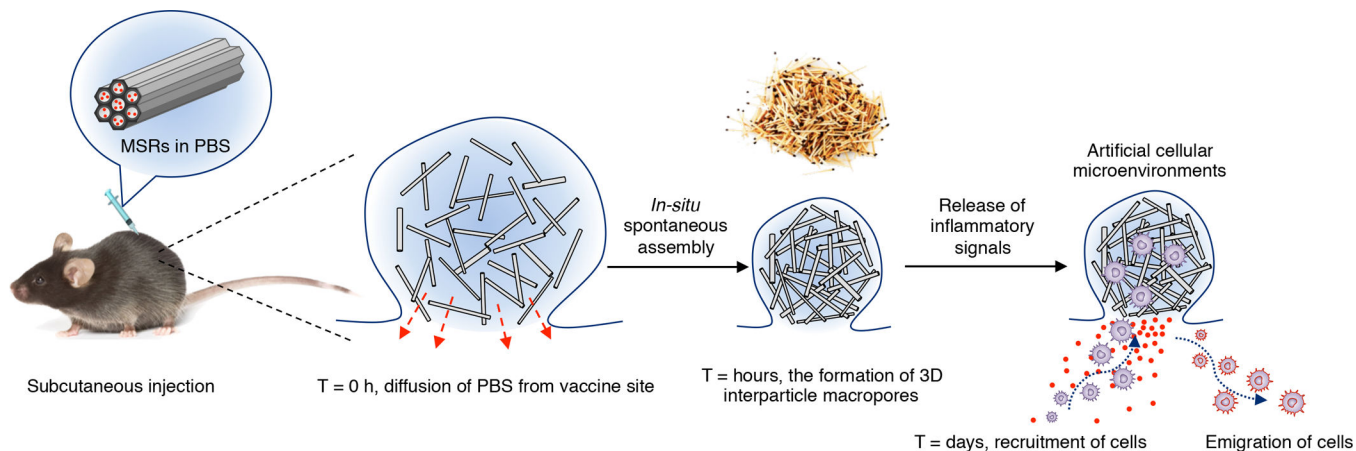 MSRs in PBS
Subcutaneous injection
T = 0 h, diffusion of PBS from vaccine site
In-situ
spontaneous
assembly
T = hours, the formation of 3D
interparticle macropores
Release of
inflammatory
signals
Artificial cellular
microenvironments
T = days, recruitment of cells
Emigration of cells